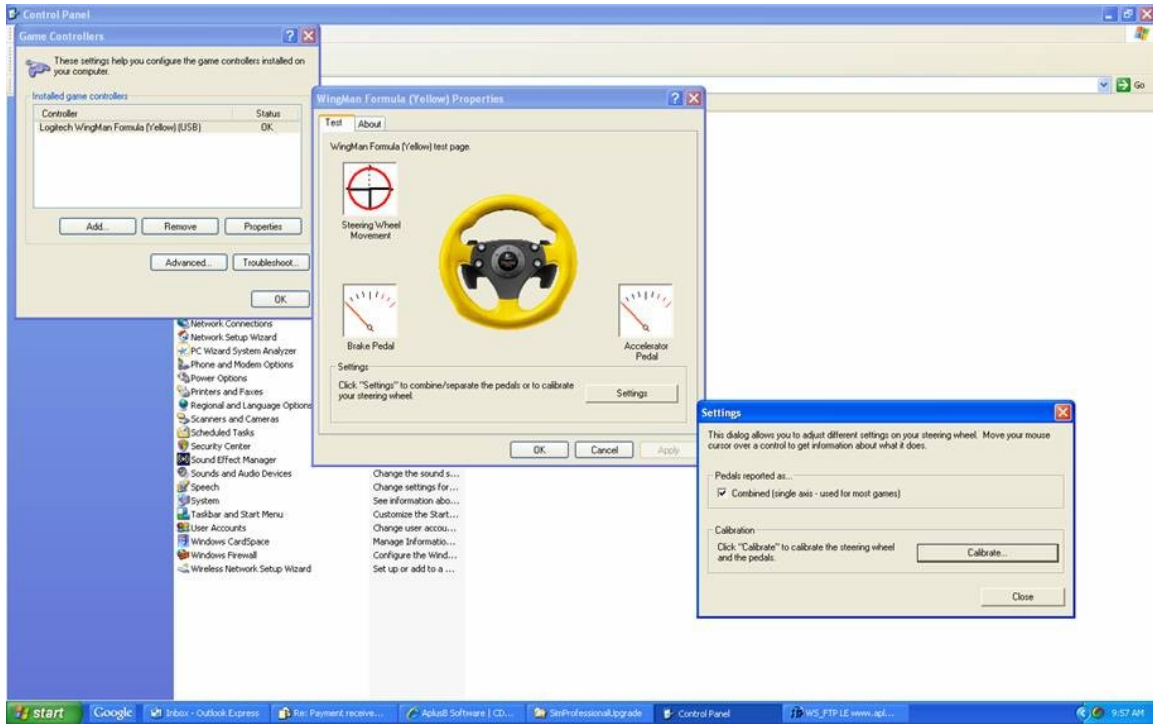 Control Panel
Game Controllers
These settings help you configure the game controllers installed on
your computer.
Installed game controllers
Controller Status
Logitech WingMan Formula (Yellow) (USB) OK
Add... Remove Properties
Advanced... Troubleshoot...
OK
Go
WingMan Formula (Yellow) Properties
Test About
WingMan Formula (Yellow) test page.
Steering Wheel
Movement
Brake Pedal
Accelerator
Pedal
Settings
Click "Settings" to combine/separate the pedals or to calibrate
your steering wheel.
Settings
OK Cancel Apply
Network Connections
Network Setup Wizard
PC Wizard System Analyzer
Phone and Modem Options
Power Options
Printers and Faxes
Regional and Language Options
Scanners and Cameras
Scheduled Tasks
Security Center
Sound Effect Manager
Sounds and Audio Devices Change the sound s...
Speech Change settings for...
System See information abo...
Taskbar and Start Menu Customize the Start...
User Accounts Change user accou...
Windows CardSpace Manage Informatio...
Windows Firewall Configure the Wind...
Wireless Network Setup Wizard Set up or add to a ...
Settings
This dialog allows you to adjust different settings on your steering wheel. Move your mouse
cursor over a control to get information about what it does.
Pedals reported as...
Combined (single axis - used for most games)
Calibration
Click "Calibrate" to calibrate the steering wheel
and the pedals.
Calibrate...
Close
start Google Inbox - Outlook Express Re: Payment receive... AplusB Software | CD... SimProfessionalUpgrade Control Panel WS_FTP LE www.apl... 9:57 AM